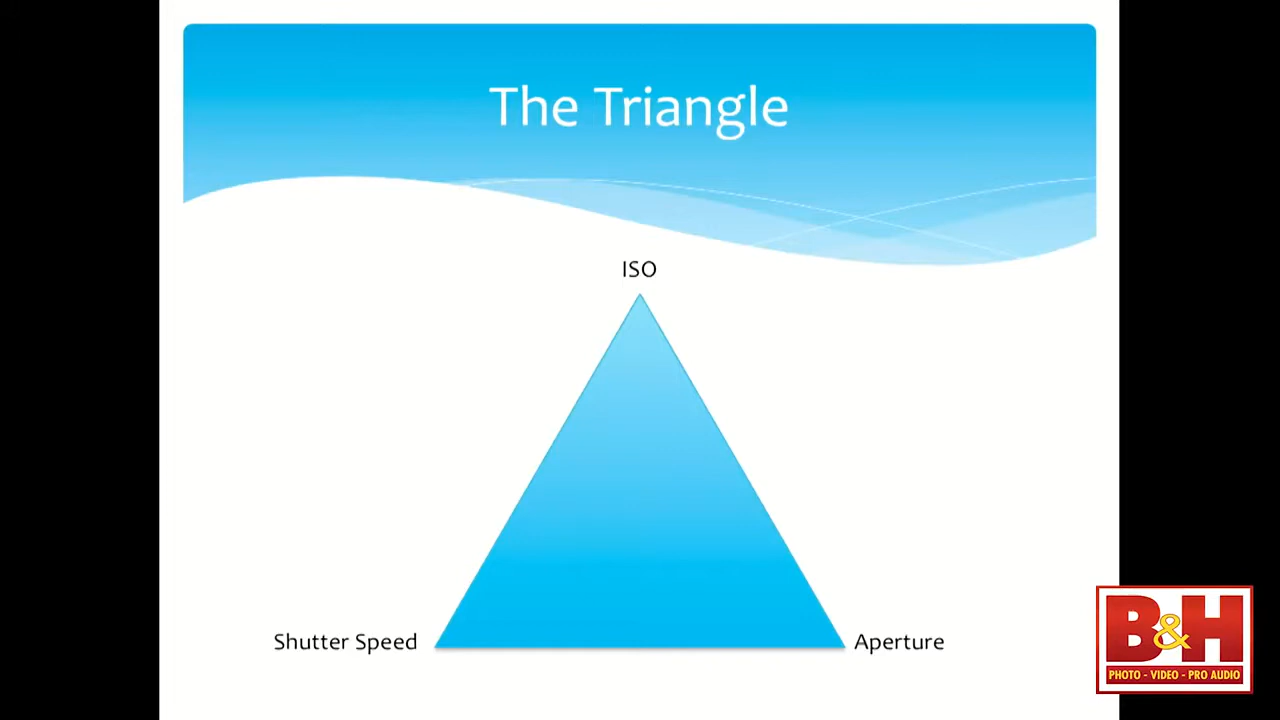 The Triangle
ISO
Shutter Speed
Aperture
B&H
PHOTO - VIDEO - PRO AUDIO